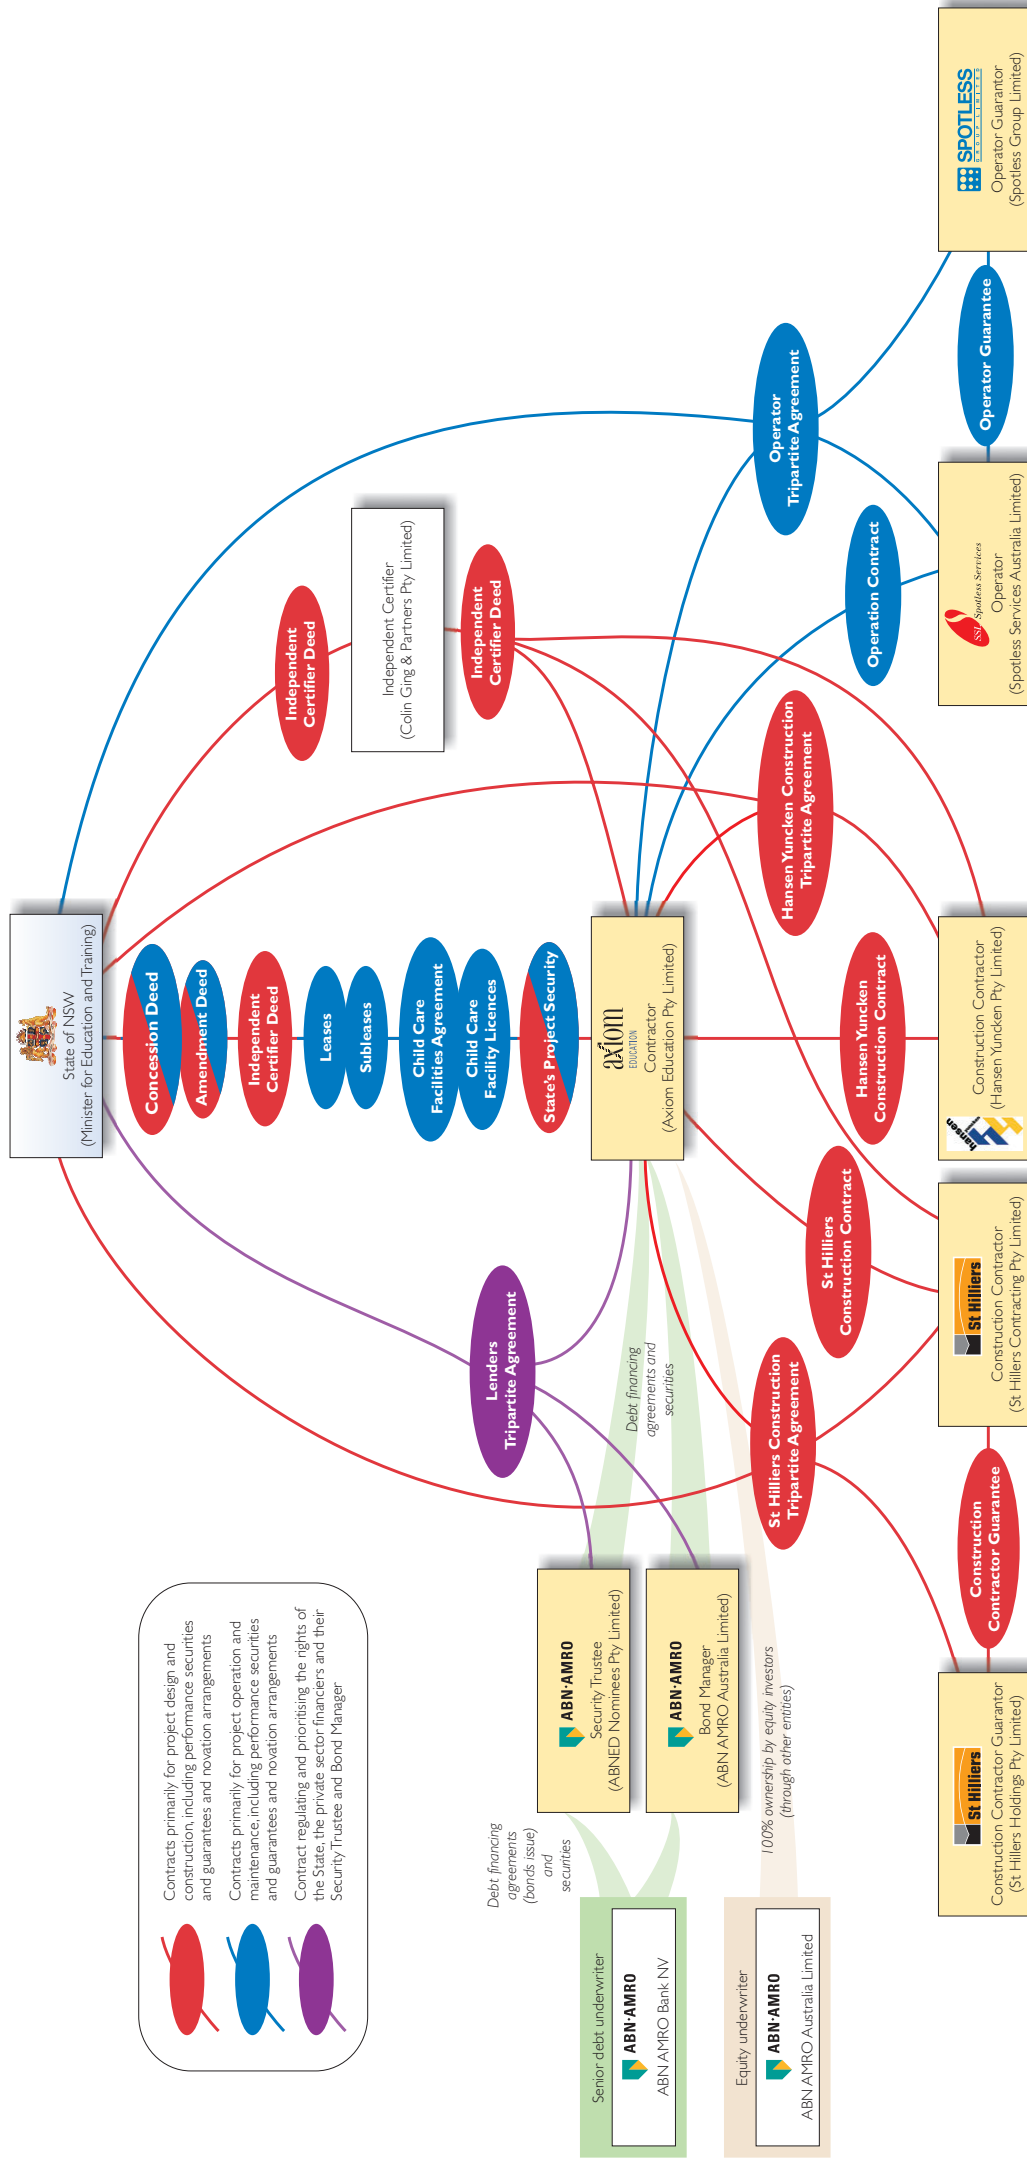 State of NSW
(Minister for Education and Training)
Concession Deed
Amendment Deed
Independent
Certifier Deed
Leases
Subleases
Child Care
Facilities Agreement
Child Care
Facility Licences
State's Project Security
axiom
EDUCATION
Contractor
(Axiom Education Pty Limited)
Independent
Certifier Deed
Independent Certifier
(Colin Ging & Partners Pty Limited)
Independent
Certifier Deed
Contracts primarily for project design and
construction, including performance securities
and guarantees and novation arrangements
Contracts primarily for project operation and
maintenance, including performance securities
and guarantees and novation arrangements
Contract regulating and prioritising the rights of
the State, the private sector financiers and their
Security Trustee and Bond Manager
Lenders
Tripartite Agreement
Debt financing
agreements
(bonds issue)
and
securities
Debt financing
agreements and
securities
ABN·AMRO
Security Trustee
(ABNED Nominees Pty Limited)
ABN·AMRO
Bond Manager
(ABN AMRO Australia Limited)
Senior debt underwriter
ABN·AMRO
ABN AMRO Bank NV
Equity underwriter
ABN·AMRO
ABN AMRO Australia Limited
100% ownership by equity investors
(through other entities)
St Hilliers Construction
Tripartite Agreement
St Hilliers
Construction Contract
Hansen Yuncken
Construction Contract
Hansen Yuncken Construction
Tripartite Agreement
Operation Contract
Operator
Tripartite Agreement
St Hilliers
Construction Contractor Guarantor
(St Hillers Holdings Pty Limited)
Construction
Contractor Guarantee
St Hilliers
Construction Contractor
(St Hillers Contracting Pty Limited)
hansen
Construction Contractor
(Hansen Yuncken Pty Limited)
SSL Spotless Services
Operator
(Spotless Services Australia Limited)
Operator Guarantee
SPOTLESS
GROUP LIMITED
Operator Guarantor
(Spotless Group Limited)